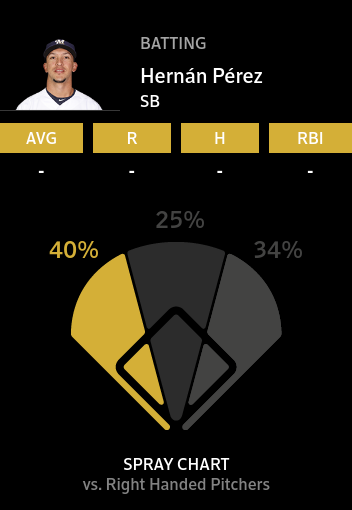 BATTING
Hernán Pérez
SB
AVG R H RBI
- - - -
25%
40% 34%
SPRAY CHART
vs. Right Handed Pitchers